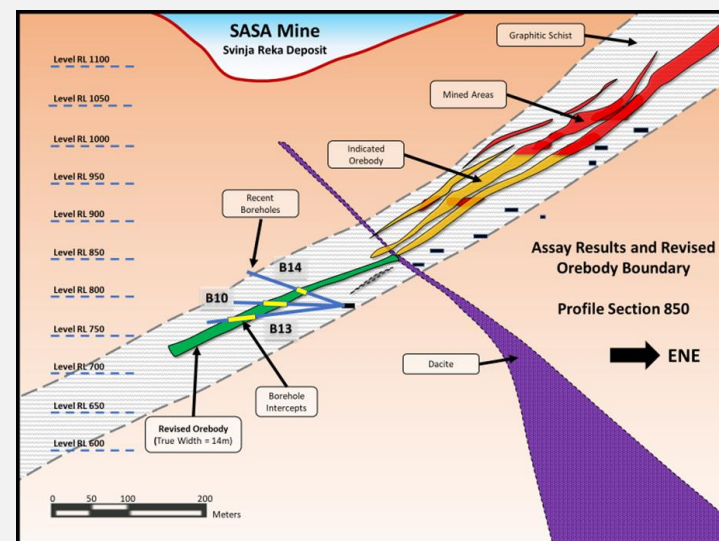 SASA Mine
Svinja Reka Deposit
Graphitic Schist
Level RL 1100
Mined Areas
Level RL 1050
Level RL 1000
Indicated
Orebody
Level RL 950
Recent
Boreholes
Level RL 900
Level RL 850
Assay Results and Revised
Orebody Boundary
B14
Level RL 800
B10
Profile Section 850
B13
Level RL 750
ENE
Dacite
Level RL 700
Borehole
Intercepts
Level RL 650
Revised Orebody
(True Width = 14m)
Level RL 600
0 50 100 200
Meters